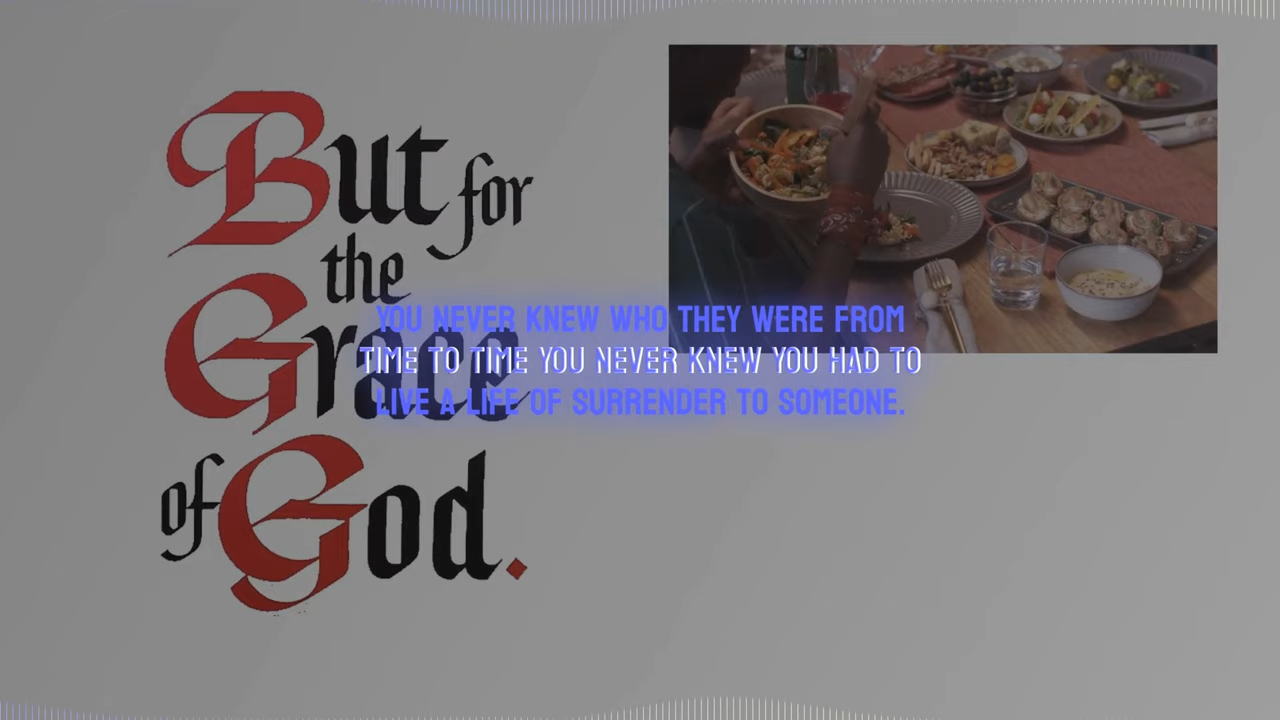 But for
the
Grace
of God.
YOU NEVER KNEW WHO THEY WERE FROM
TIME TO TIME YOU NEVER KNEW YOU HAD TO
LIVE A LIFE OF SURRENDER TO SOMEONE.